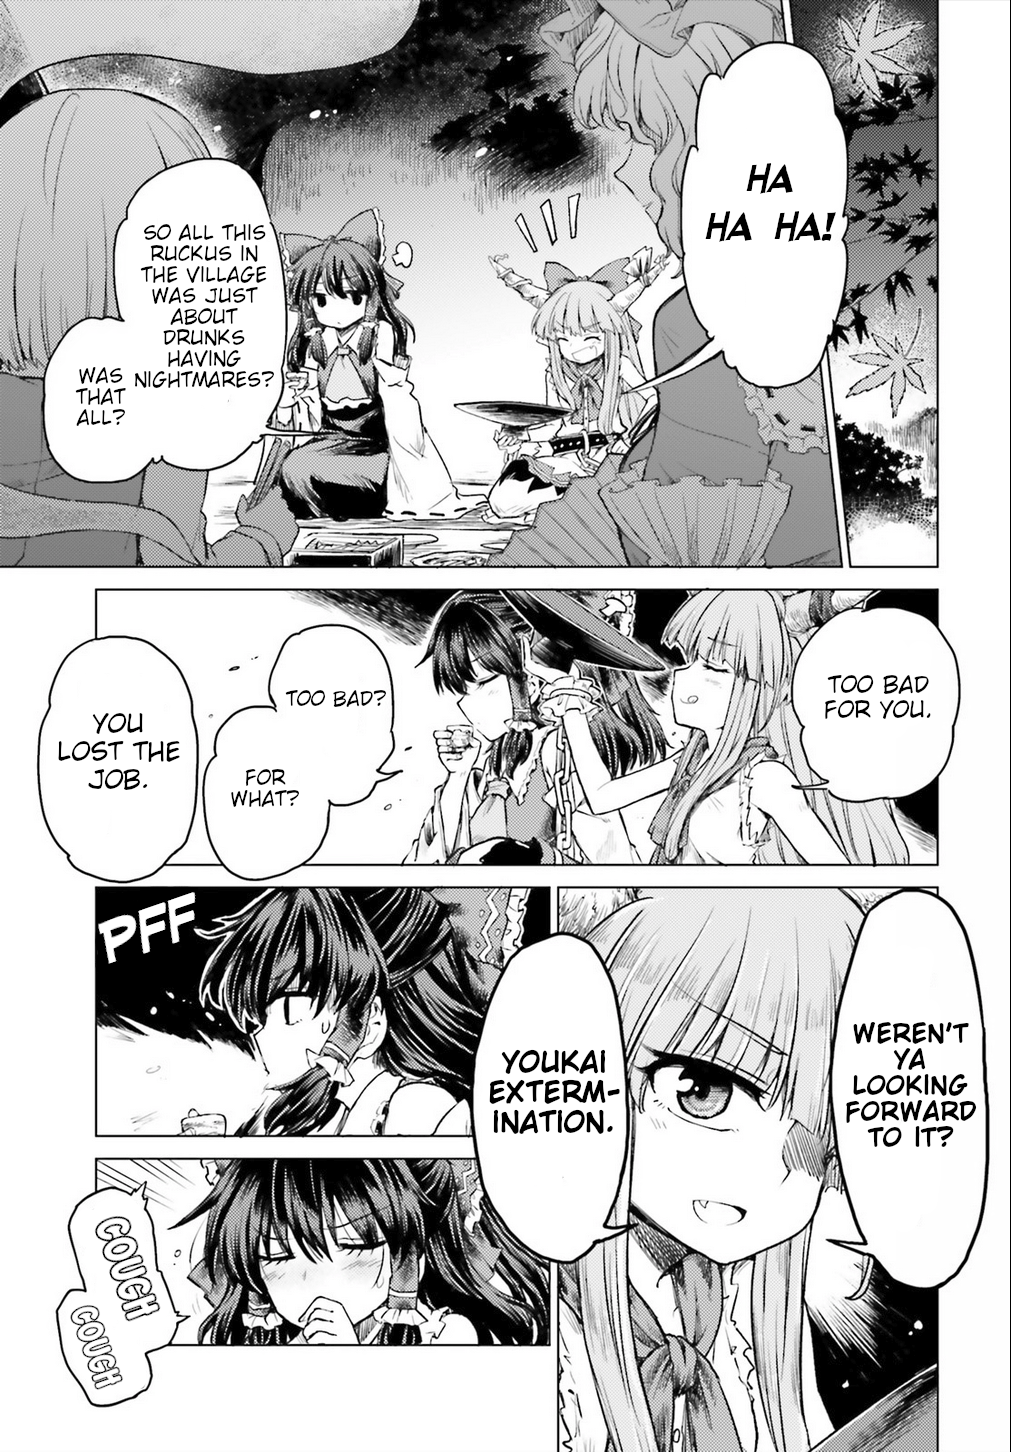 HA
HA HA!
SO ALL THIS
RUCKUS IN
THE VILLAGE
WAS JUST
ABOUT
DRUNKS
HAVING
NIGHTMARES?
WAS
THAT
ALL?
TOO BAD
FOR YOU.
TOO BAD?
FOR
WHAT?
YOU
LOST THE
JOB.
WEREN'T
YA
LOOKING
FORWARD
TO IT?
YOUKAI
EXTERM-
INATION.
PFF
COUGH
COUGH